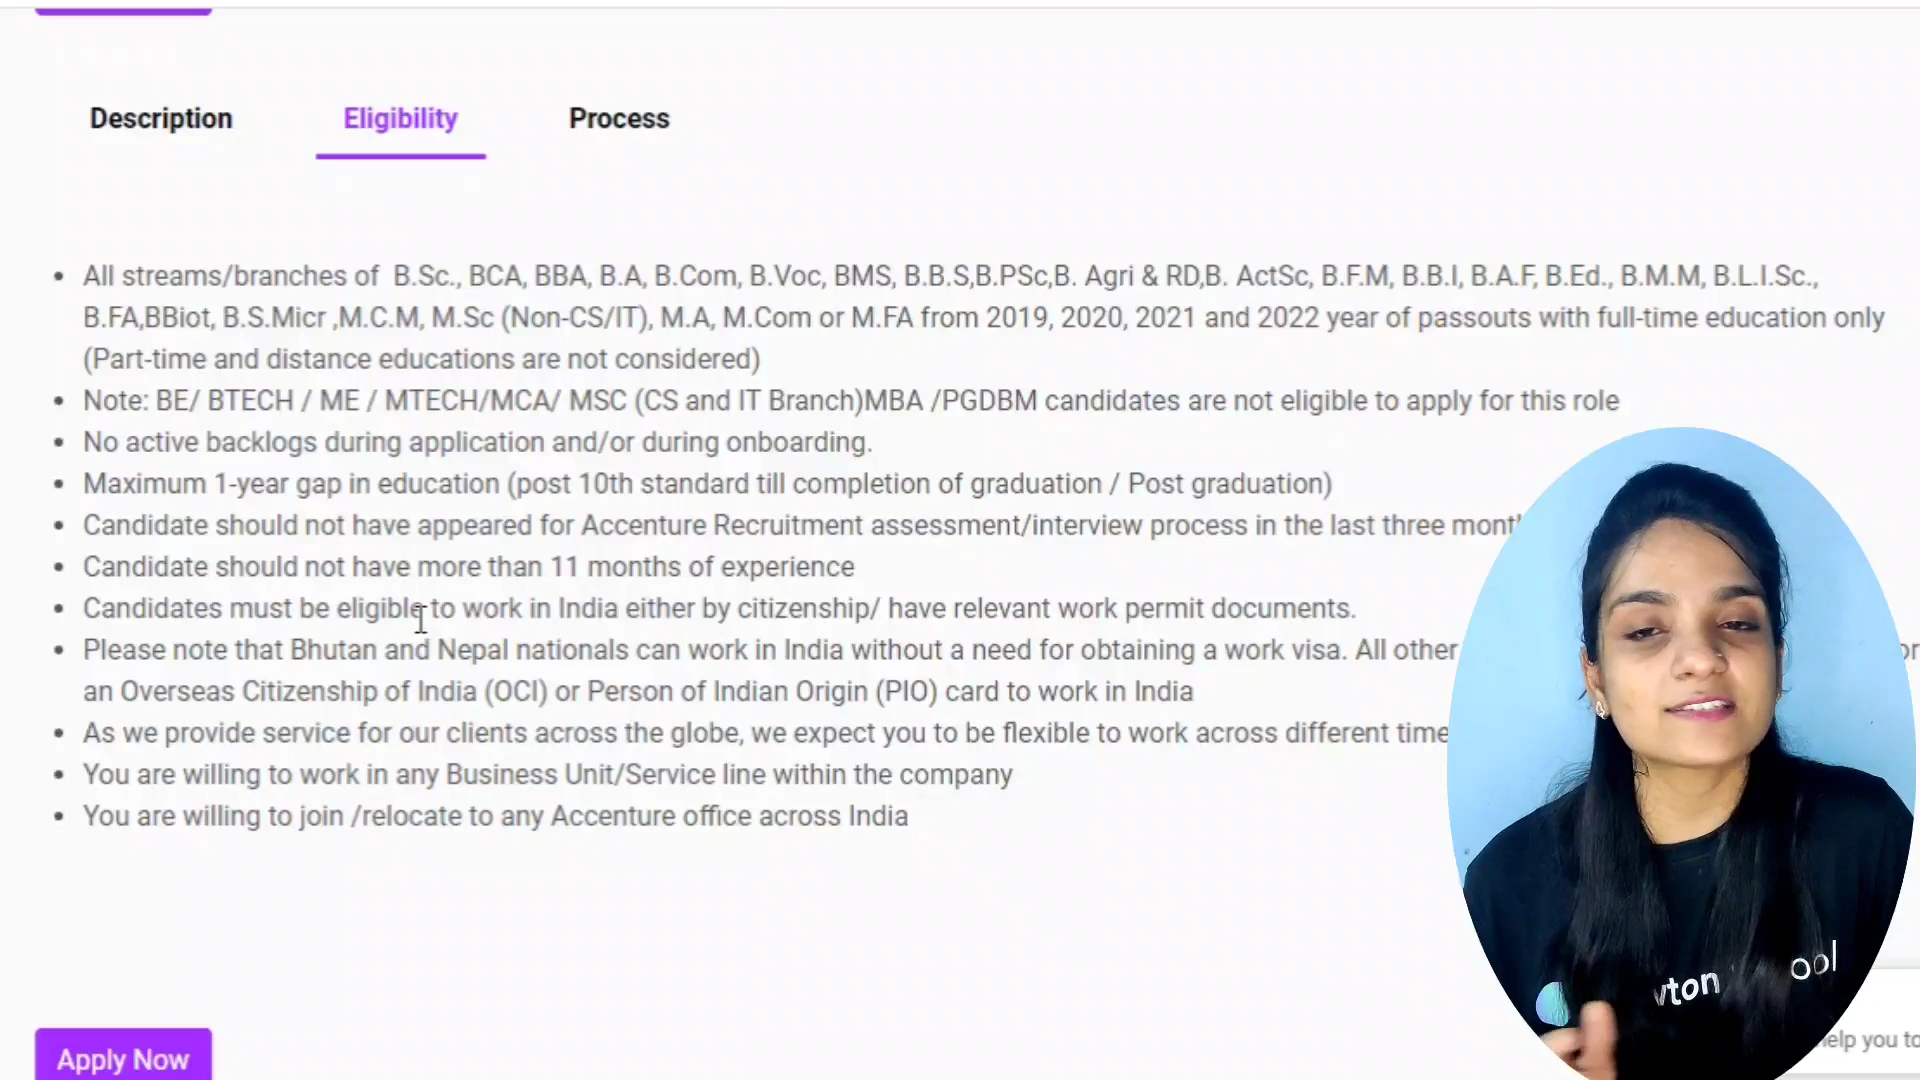 Description Eligibility Process
• All streams/branches of B.Sc., BCA, BBA, B.A, B.Com, B.Voc, BMS, B.B.S,B.PSc,B. Agri & RD,B. ActSc, B.F.M, B.B.I, B.A.F, B.Ed., B.M.M, B.L.I.Sc.,
B.FA,BBiot, B.S.Micr ,M.C.M, M.Sc (Non-CS/IT), M.A, M.Com or M.FA from 2019, 2020, 2021 and 2022 year of passouts with full-time education only
(Part-time and distance educations are not considered)
• Note: BE/ BTECH / ME / MTECH/MCA/ MSC (CS and IT Branch)MBA /PGDBM candidates are not eligible to apply for this role
• No active backlogs during application and/or during onboarding.
• Maximum 1-year gap in education (post 10th standard till completion of graduation / Post graduation)
• Candidate should not have appeared for Accenture Recruitment assessment/interview process in the last three
• Candidate should not have more than 11 months of experience
• Candidates must be eligible to work in India either by citizenship/ have relevant work permit documents.
• Please note that Bhutan and Nepal nationals can work in India without a need for obtaining a work visa. All other
an Overseas Citizenship of India (OCI) or Person of Indian Origin (PIO) card to work in India
• As we provide service for our clients across the globe, we expect you to be flexible to work across different time
• You are willing to work in any Business Unit/Service line within the company
• You are willing to join /relocate to any Accenture office across India
Apply Now
you to